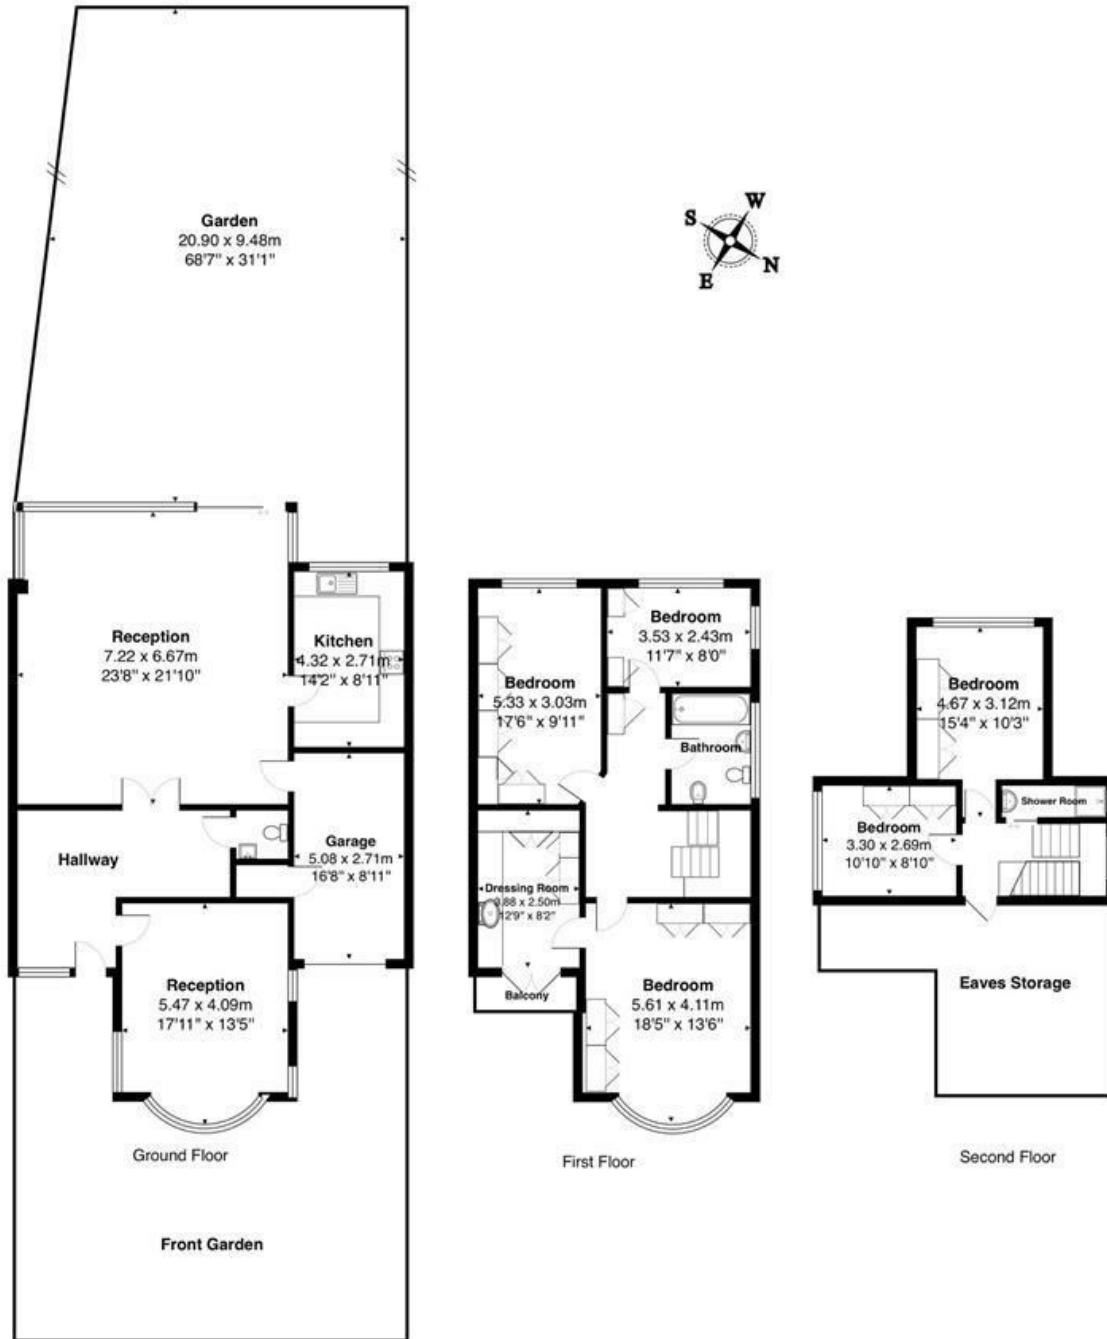 Garden
20.90 x 9.48m
68'7" x 31'1"
W
S
N
E
Reception
7.22 x 6.67m
23'8" x 21'10"
Kitchen
4.32 x 2.71m
14'2" x 8'11"
Hallway
Garage
5.08 x 2.71m
16'8" x 8'11"
Reception
5.47 x 4.09m
17'11" x 13'5"
Ground Floor
Front Garden
Bedroom
3.53 x 2.43m
11'7" x 8'0"
Bedroom
5.33 x 3.03m
17'6" x 9'11"
Bathroom
Dressing Room
3.88 x 2.50m
12'9" x 8'2"
Balcony
Bedroom
5.61 x 4.11m
18'5" x 13'6"
First Floor
Bedroom
4.67 x 3.12m
15'4" x 10'3"
Shower Room
Bedroom
3.30 x 2.69m
10'10" x 8'10"
Eaves Storage
Second Floor